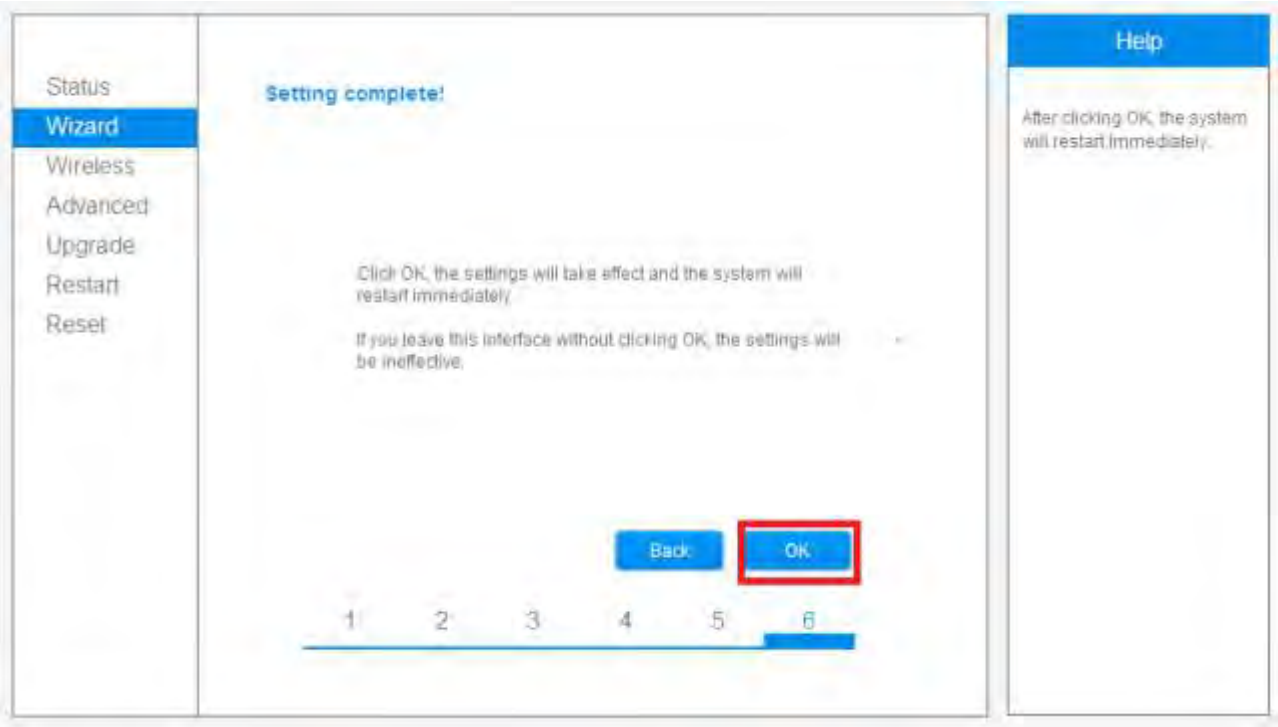 Status
Wizard
Wireless
Advanced
Upgrade
Restart
Reset
Setting complete!
Click OK, the settings will take effect and the system will
restart immediately.
If you leave this interface without clicking OK, the settings will
be ineffective.
Back
OK
1 2 3 4 5 6
Help
After clicking OK, the system
will restart immediately.